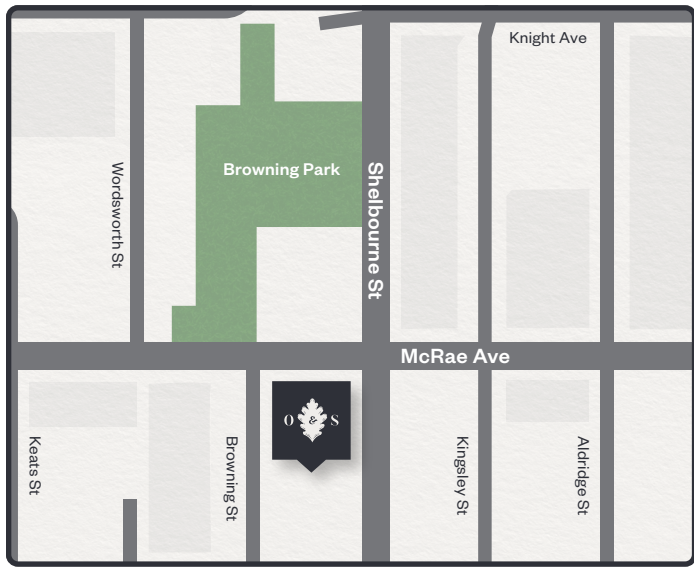 Knight Ave
Wordsworth St
Browning Park
Shelbourne St
McRae Ave
O & S
Keats St
Browning St
Kingsley St
Aldridge St